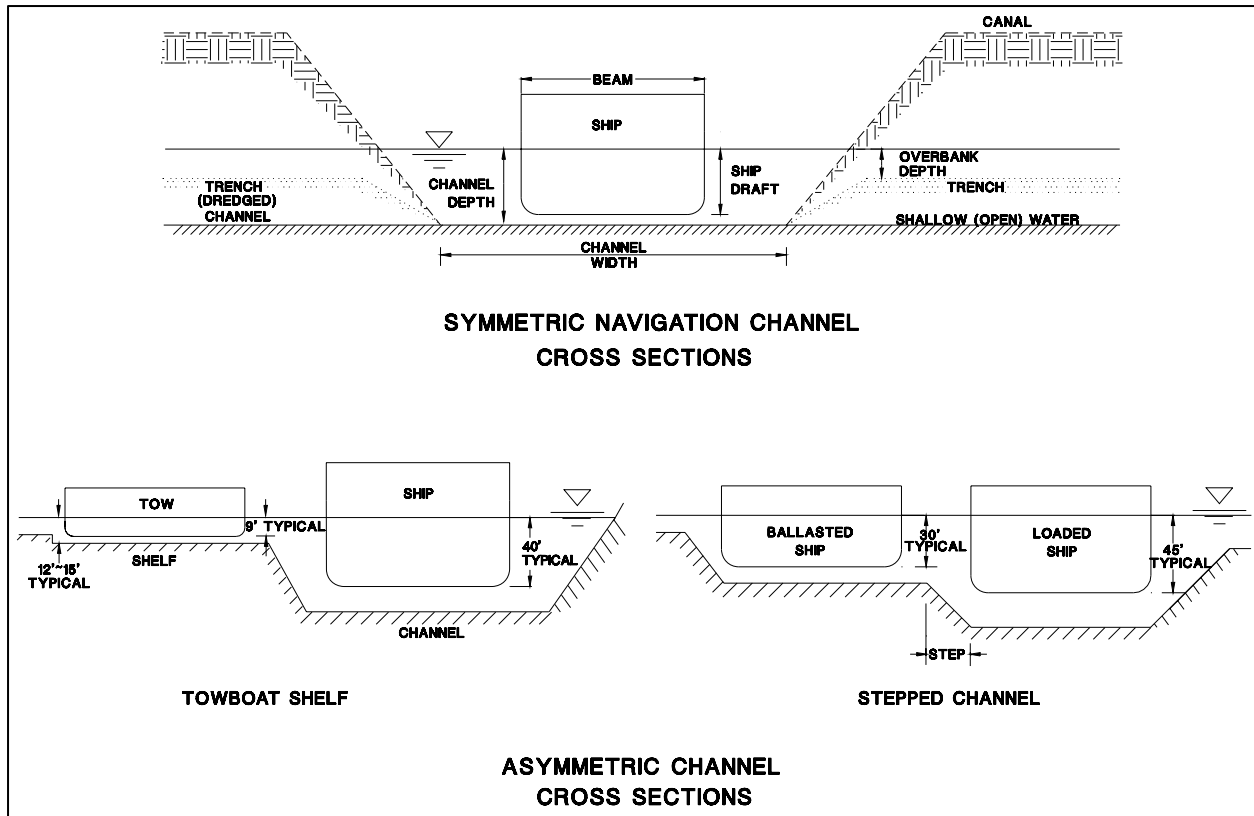 CANAL
BEAM
SHIP
CHANNEL
DEPTH
SHIP
DRAFT
OVERBANK
DEPTH
TRENCH
(DREDGED)
CHANNEL
TRENCH
SHALLOW (OPEN) WATER
CHANNEL
WIDTH
SYMMETRIC NAVIGATION CHANNEL
CROSS SECTIONS
TOW
9' TYPICAL
SHELF
12'~15'
TYPICAL
SHIP
40'
TYPICAL
CHANNEL
TOWBOAT SHELF
BALLASTED
SHIP
30'
TYPICAL
LOADED
SHIP
45'
TYPICAL
STEP
STEPPED CHANNEL
ASYMMETRIC CHANNEL
CROSS SECTIONS